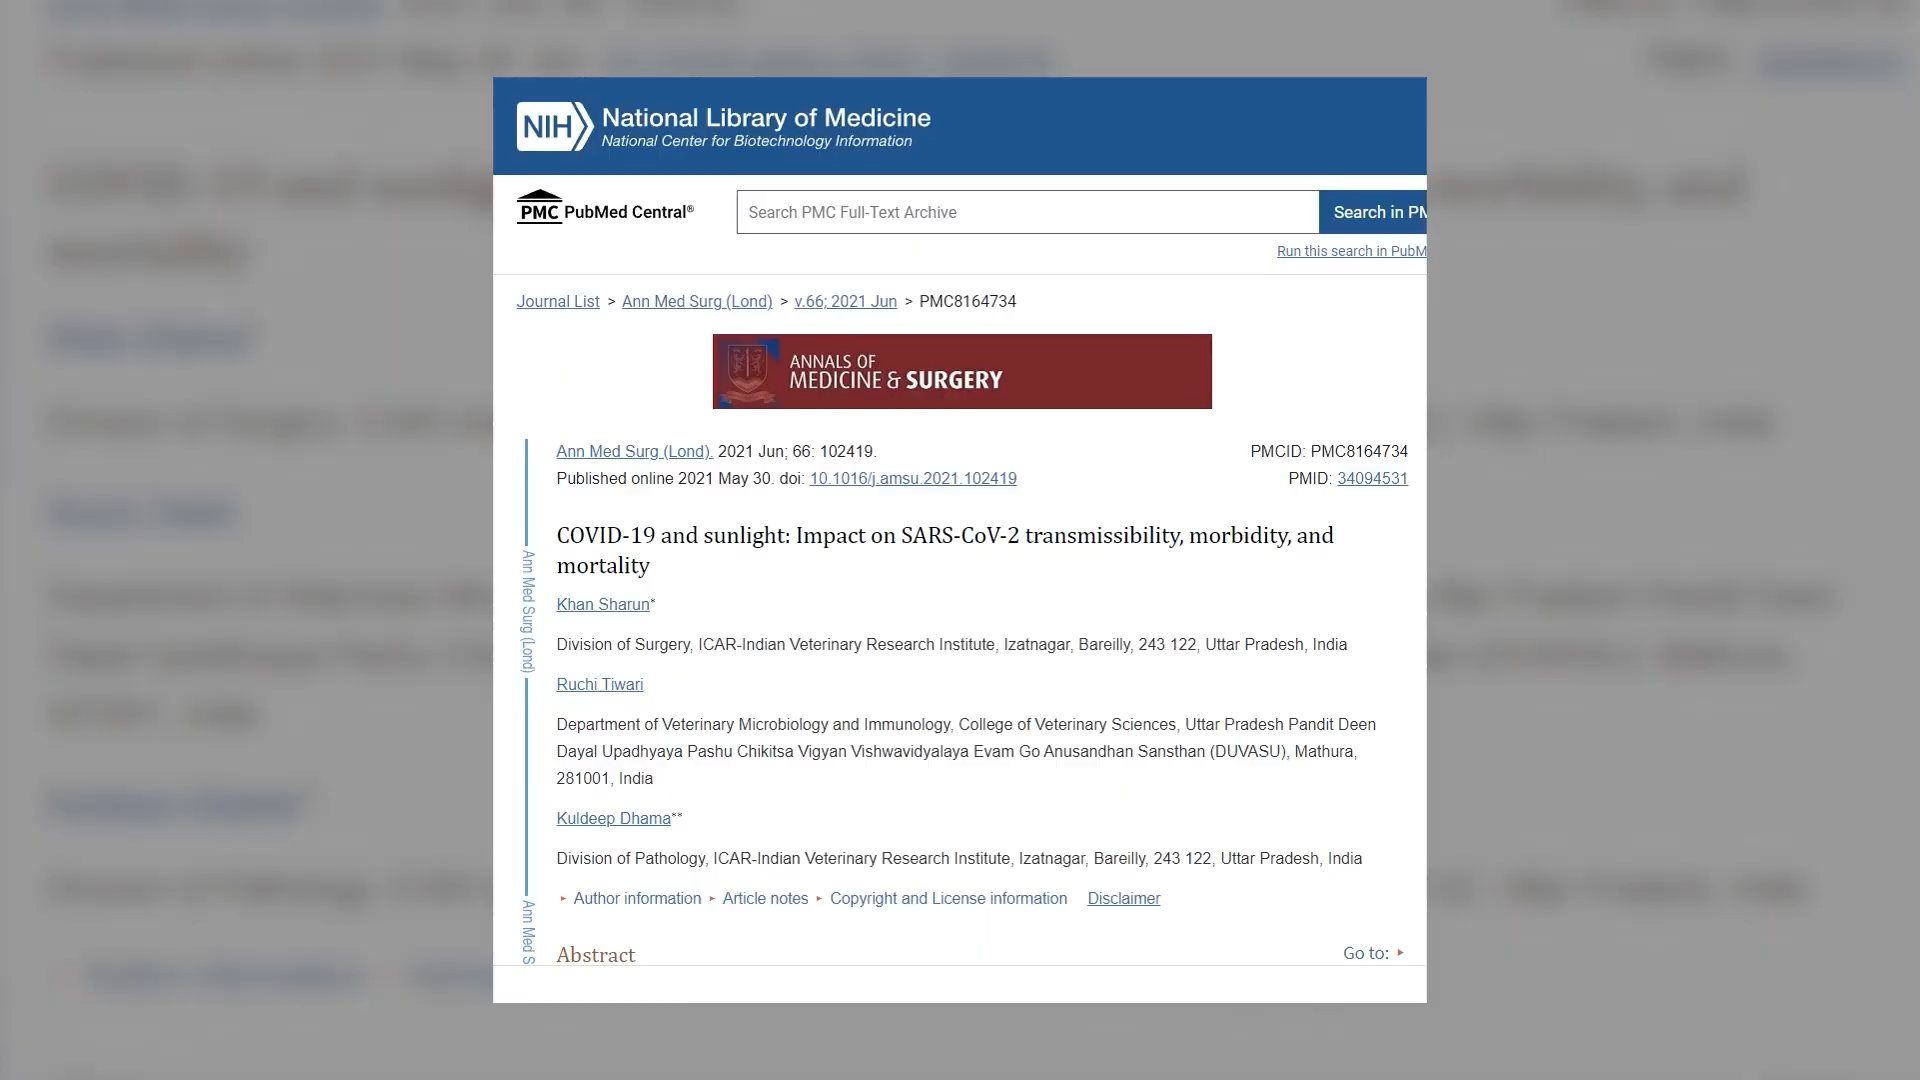 NIH National Library of Medicine
National Center for Biotechnology Information
PMC PubMed Central®
Search PMC Full-Text Archive
Search in PM
Run this search in PubM
Journal List > Ann Med Surg (Lond) > v.66; 2021 Jun > PMC8164734
ANNALS OF
MEDICINE & SURGERY
Ann Med Surg (Lond). 2021 Jun; 66: 102419.
PMCID: PMC8164734
Published online 2021 May 30. doi: 10.1016/j.amsu.2021.102419
PMID: 34094531
COVID-19 and sunlight: Impact on SARS-CoV-2 transmissibility, morbidity, and
mortality
Khan Sharun*
Division of Surgery, ICAR-Indian Veterinary Research Institute, Izatnagar, Bareilly, 243 122, Uttar Pradesh, India
Ruchi Tiwari
Department of Veterinary Microbiology and Immunology, College of Veterinary Sciences, Uttar Pradesh Pandit Deen
Dayal Upadhyaya Pashu Chikitsa Vigyan Vishwavidyalaya Evam Go Anusandhan Sansthan (DUVASU), Mathura,
281001, India
Kuldeep Dhama**
Division of Pathology, ICAR-Indian Veterinary Research Institute, Izatnagar, Bareilly, 243 122, Uttar Pradesh, India
Author information Article notes Copyright and License information Disclaimer
Abstract
Go to:
Ann Med Surg (Lond)
Ann Med S